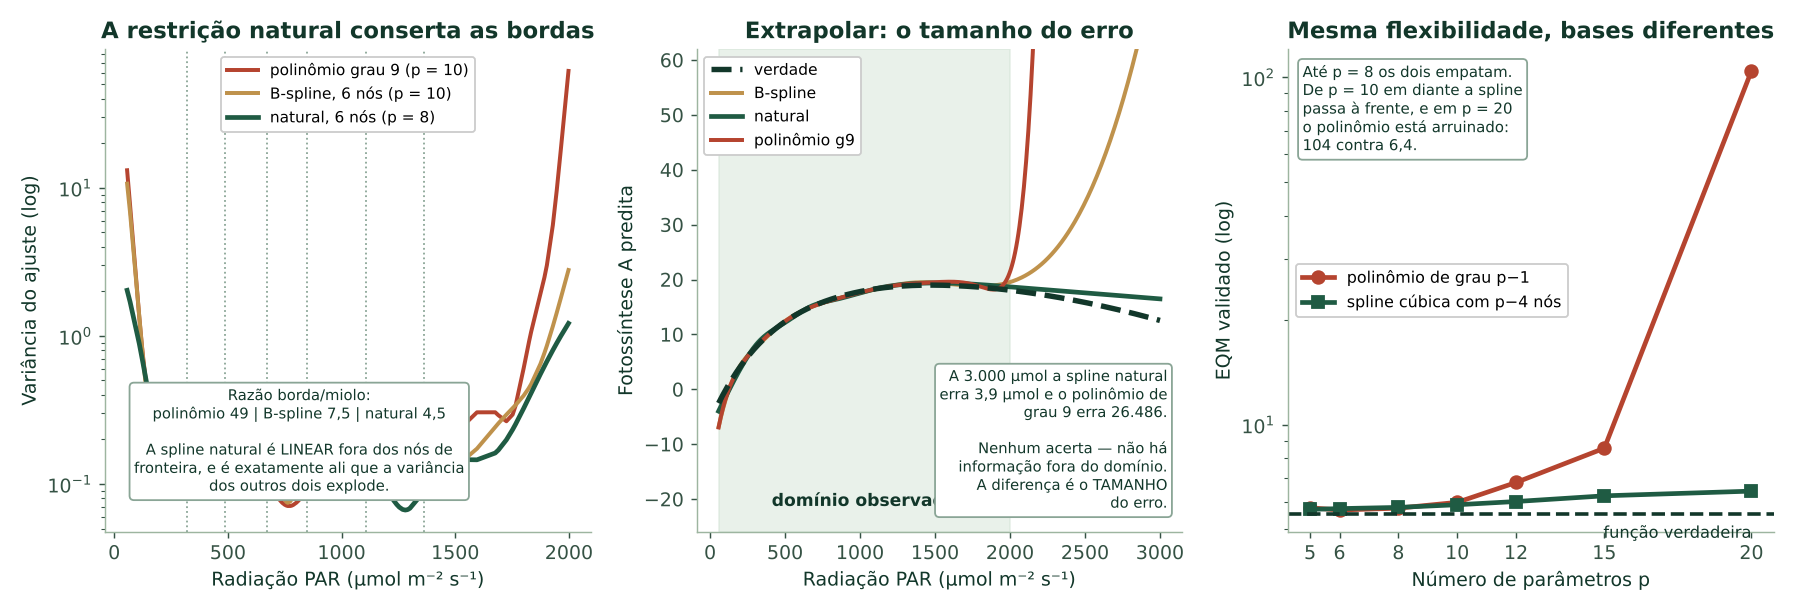 A restrição natural conserta as bordas
polinômio grau 9 (p = 10)
B-spline, 6 nós (p = 10)
natural, 6 nós (p = 8)
Variância do ajuste (log)
10¹
10⁰
10⁻¹
Razão borda/miolo:
polinômio 49 | B-spline 7,5 | natural 4,5
A spline natural é LINEAR fora dos nós de
fronteira, e é exatamente ali que a variância
dos outros dois explode.
0 500 1000 1500 2000
Radiação PAR (μmol m⁻² s⁻¹)
Extrapolar: o tamanho do erro
verdade
B-spline
natural
polinômio g9
Fotossíntese A predita
60
50
40
30
20
10
0
−10
−20
A 3.000 μmol a spline natural
erra 3,9 μmol e o polinômio de
grau 9 erra 26.486.
Nenhum acerta — não há
informação fora do domínio.
A diferença é o TAMANHO
do erro.
domínio observa
0 500 1000 1500 2000 2500 3000
Radiação PAR (μmol m⁻² s⁻¹)
Mesma flexibilidade, bases diferentes
Até p = 8 os dois empatam.
De p = 10 em diante a spline
passa à frente, e em p = 20
o polinômio está arruinado:
104 contra 6,4.
polinômio de grau p−1
spline cúbica com p−4 nós
EQM validado (log)
10²
10¹
função verdadeira
5 6 8 10 12 15 20
Número de parâmetros p